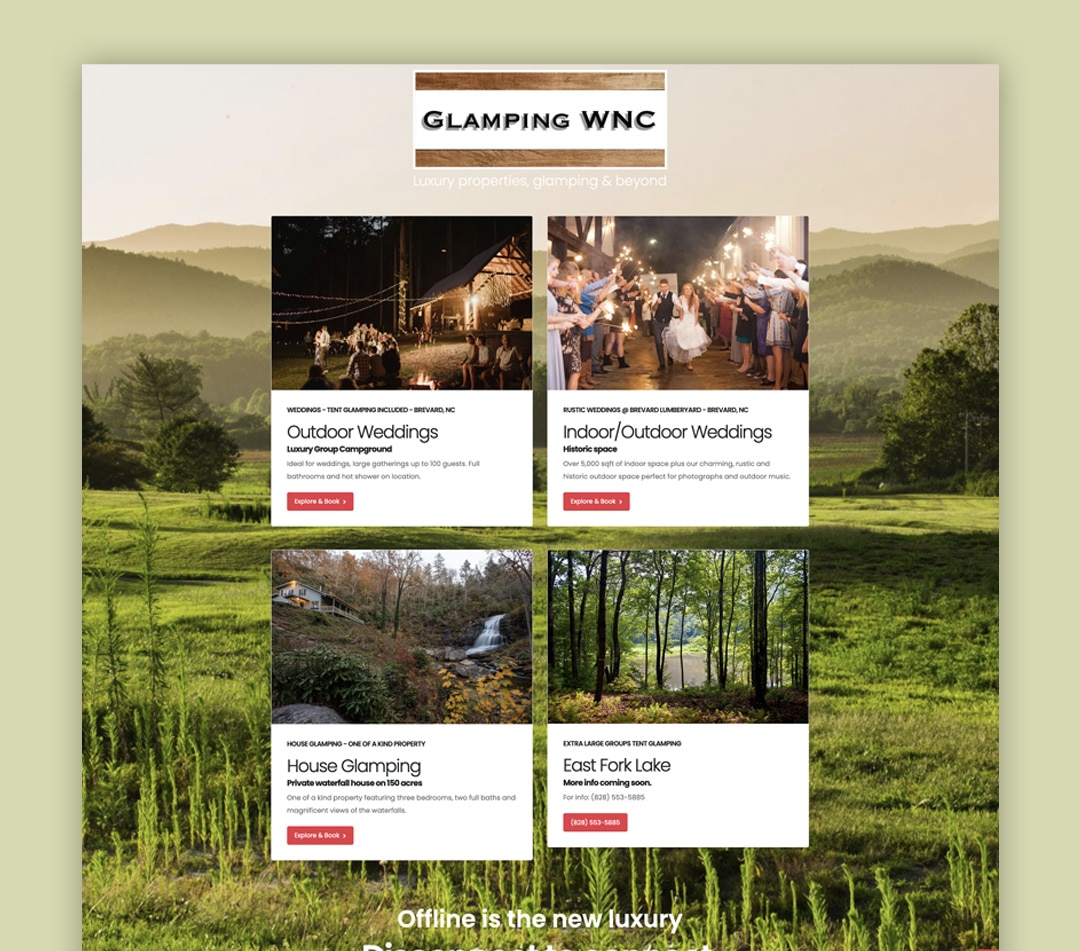 GLAMPING WNC
Luxury properties, glamping & beyond
WEDDINGS - TENT GLAMPING INCLUDED - BREVARD, NC
Outdoor Weddings
Luxury Group Campground
Ideal for weddings, large gatherings up to 100 guests. Full
bathrooms and hot shower on location.
Explore & Book >
RUSTIC WEDDINGS @ BREVARD LUMBERYARD - BREVARD, NC
Indoor/Outdoor Weddings
Historic space
Over 5,000 sqft of indoor space plus our charming, rustic and
historic outdoor space perfect for photographs and outdoor music.
Explore & Book >
HOUSE GLAMPING - ONE OF A KIND PROPERTY
House Glamping
Private waterfall house on 150 acres
One of a kind property featuring three bedrooms, two full baths and
magnificent views of the waterfalls.
Explore & Book >
EXTRA LARGE GROUPS TENT GLAMPING
East Fork Lake
More info coming soon.
For info: (828) 553-5885
(828) 553-5885
Offline is the new luxury